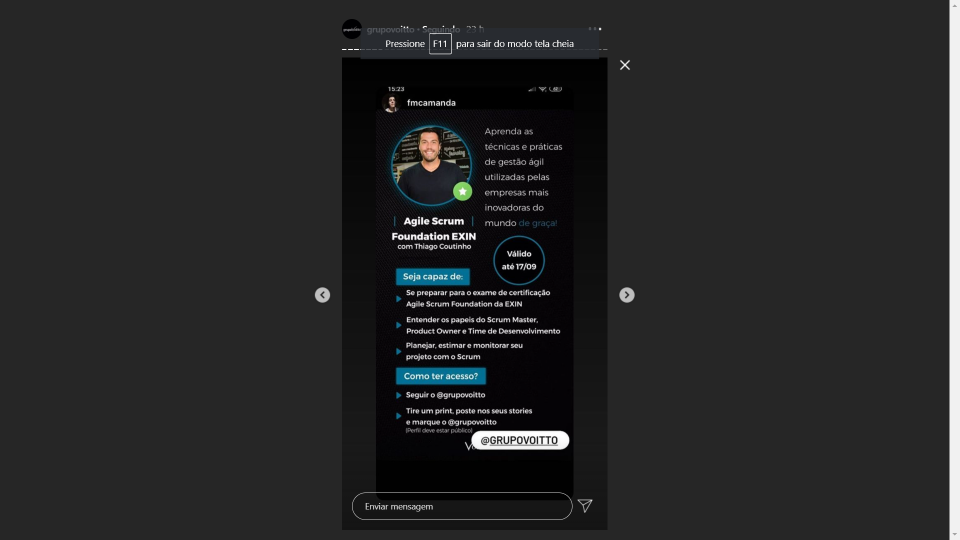 grupovoitto • Seguindo 23 h
Pressione F11 para sair do modo tela cheia
15:23
fmcamanda
Aprenda as
técnicas e práticas
de gestão ágil
utilizadas pelas
empresas mais
inovadoras do
mundo de graça!
Agile Scrum
Foundation EXIN
com Thiago Coutinho
Válido
até 17/09
Seja capaz de:
Se preparar para o exame de certificação
Agile Scrum Foundation da EXIN
Entender os papeis do Scrum Master,
Product Owner e Time de Desenvolvimento
Planejar, estimar e monitorar seu
projeto com o Scrum
Como ter acesso?
Seguir o @grupovoitto
Tire um print, poste nos seus stories
e marque o @grupovoitto
(Perfil deve estar público)
@GRUPOVOITTO
Enviar mensagem